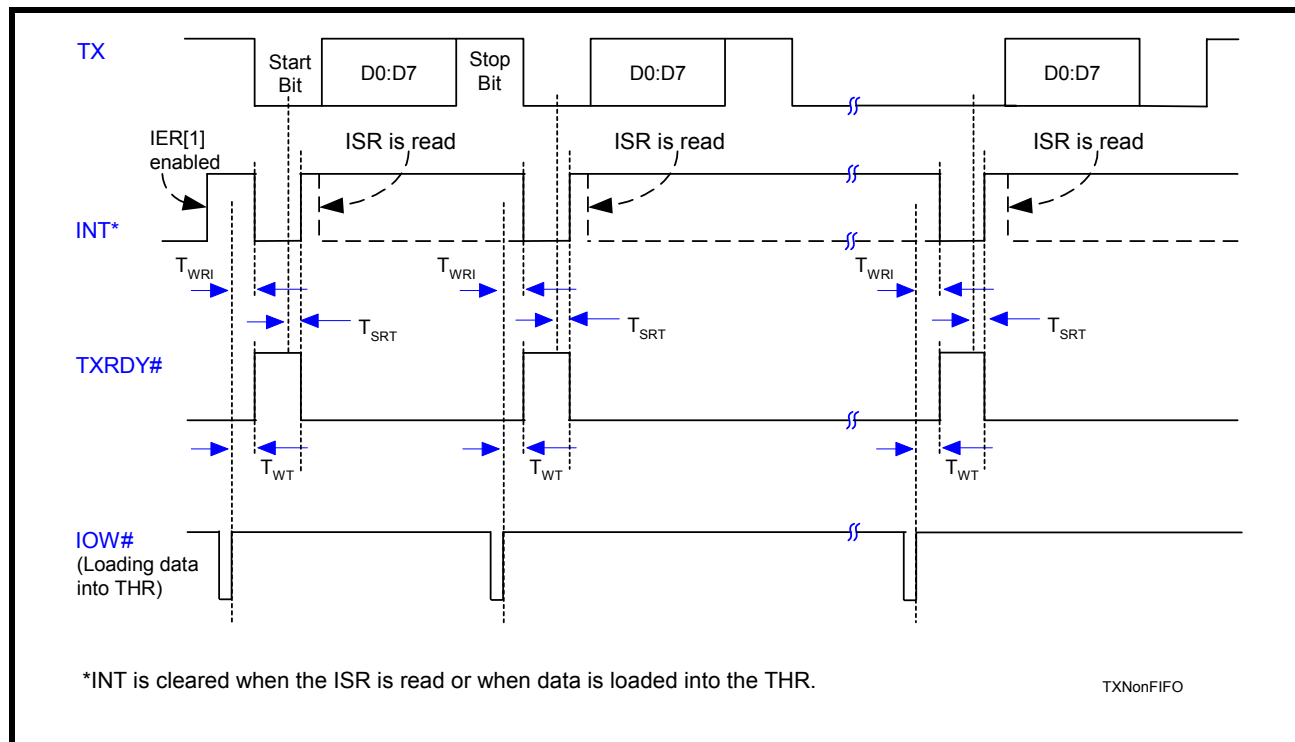 TX
Start
Bit
D0:D7
Stop
Bit
D0:D7
D0:D7
IER[1]
enabled
ISR is read
ISR is read
ISR is read
INT*
TWRI
TWRI
TWRI
TSRT
TSRT
TSRT
TXRDY#
TWT
TWT
TWT
IOW#
(Loading data
into THR)
*INT is cleared when the ISR is read or when data is loaded into the THR.
TXNonFIFO